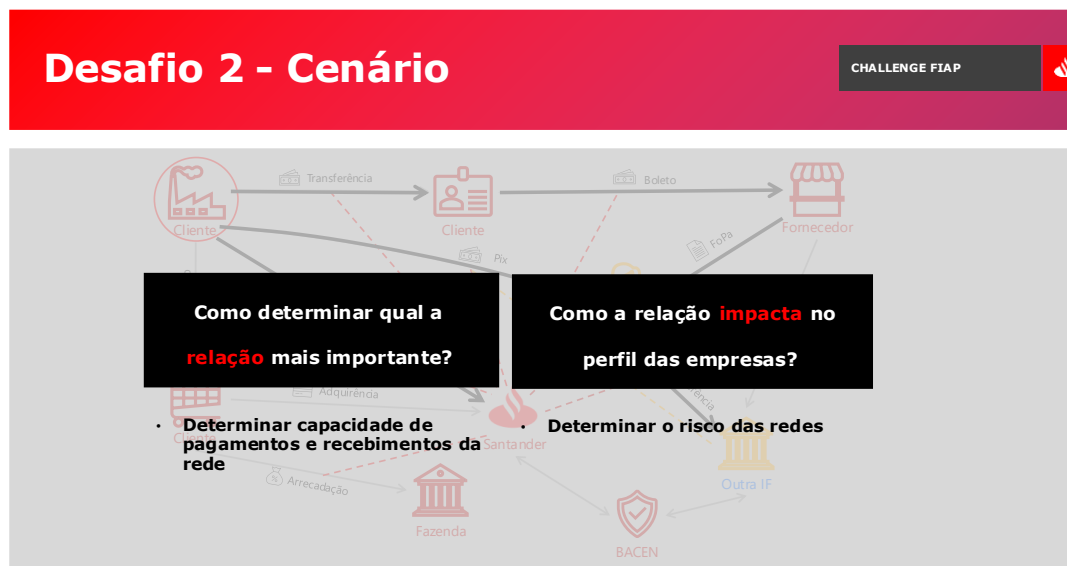 Desafio 2 - Cenário
CHALLENGE FIAP
Transferência
Boleto
Cliente
Cliente
Fornecedor
Pix
FoPa
Como determinar qual a
relação mais importante?
Como a relação impacta no
perfil das empresas?
Adquirência
rência
• Determinar capacidade de
pagamentos e recebimentos da
rede
• Determinar o risco das redes
Cliente
Santander
Arrecadação
Outra IF
Fazenda
BACEN